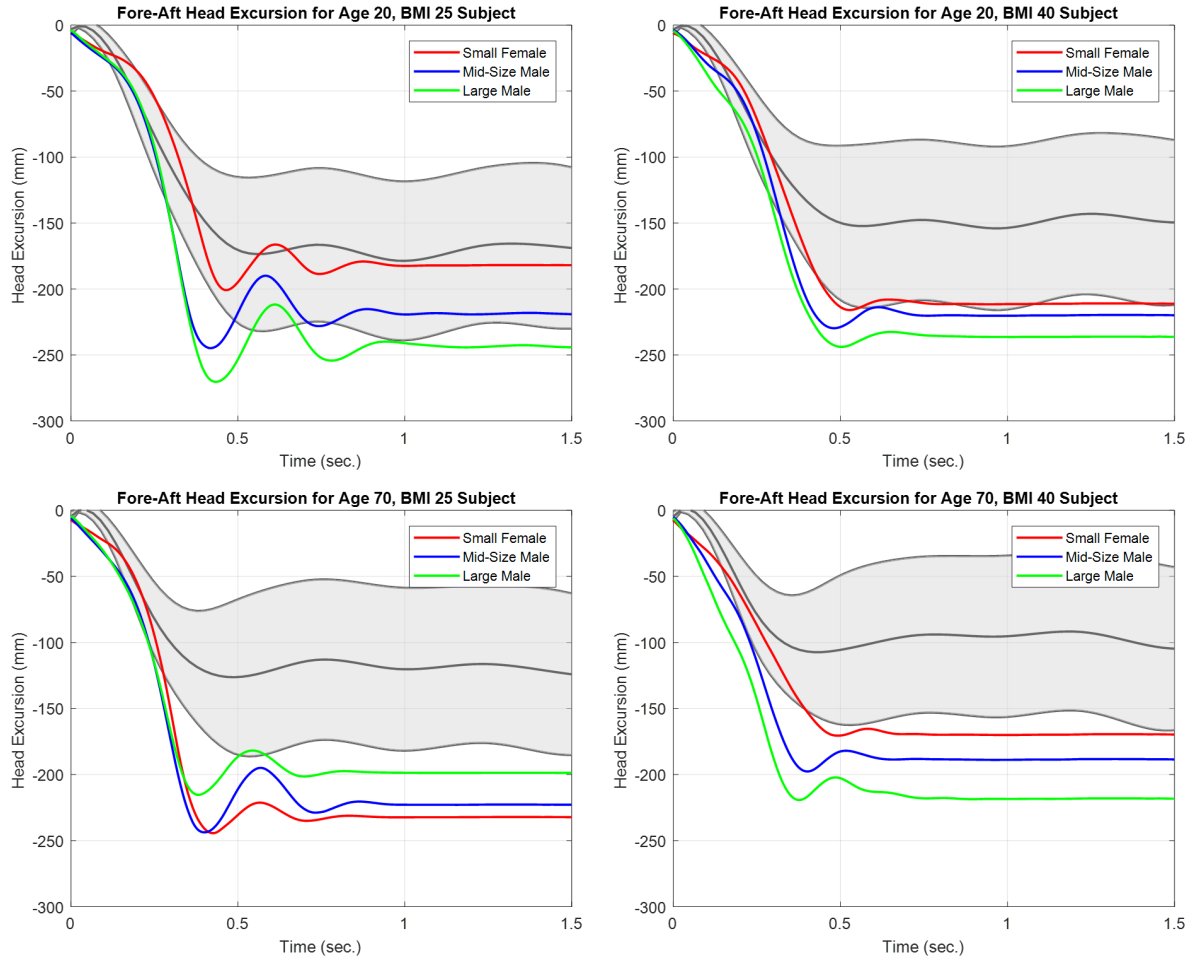 Fore-Aft Head Excursion for Age 20, BMI 25 Subject
Head Excursion (mm)
0
-50
-100
-150
-200
-250
-300
Small Female
Mid-Size Male
Large Male
0
0.5
1
1.5
Time (sec.)
Fore-Aft Head Excursion for Age 20, BMI 40 Subject
Head Excursion (mm)
0
-50
-100
-150
-200
-250
-300
Small Female
Mid-Size Male
Large Male
0
0.5
1
1.5
Time (sec.)
Fore-Aft Head Excursion for Age 70, BMI 25 Subject
Head Excursion (mm)
0
-50
-100
-150
-200
-250
-300
Small Female
Mid-Size Male
Large Male
0
0.5
1
1.5
Time (sec.)
Fore-Aft Head Excursion for Age 70, BMI 40 Subject
Head Excursion (mm)
0
-50
-100
-150
-200
-250
-300
Small Female
Mid-Size Male
Large Male
0
0.5
1
1.5
Time (sec.)